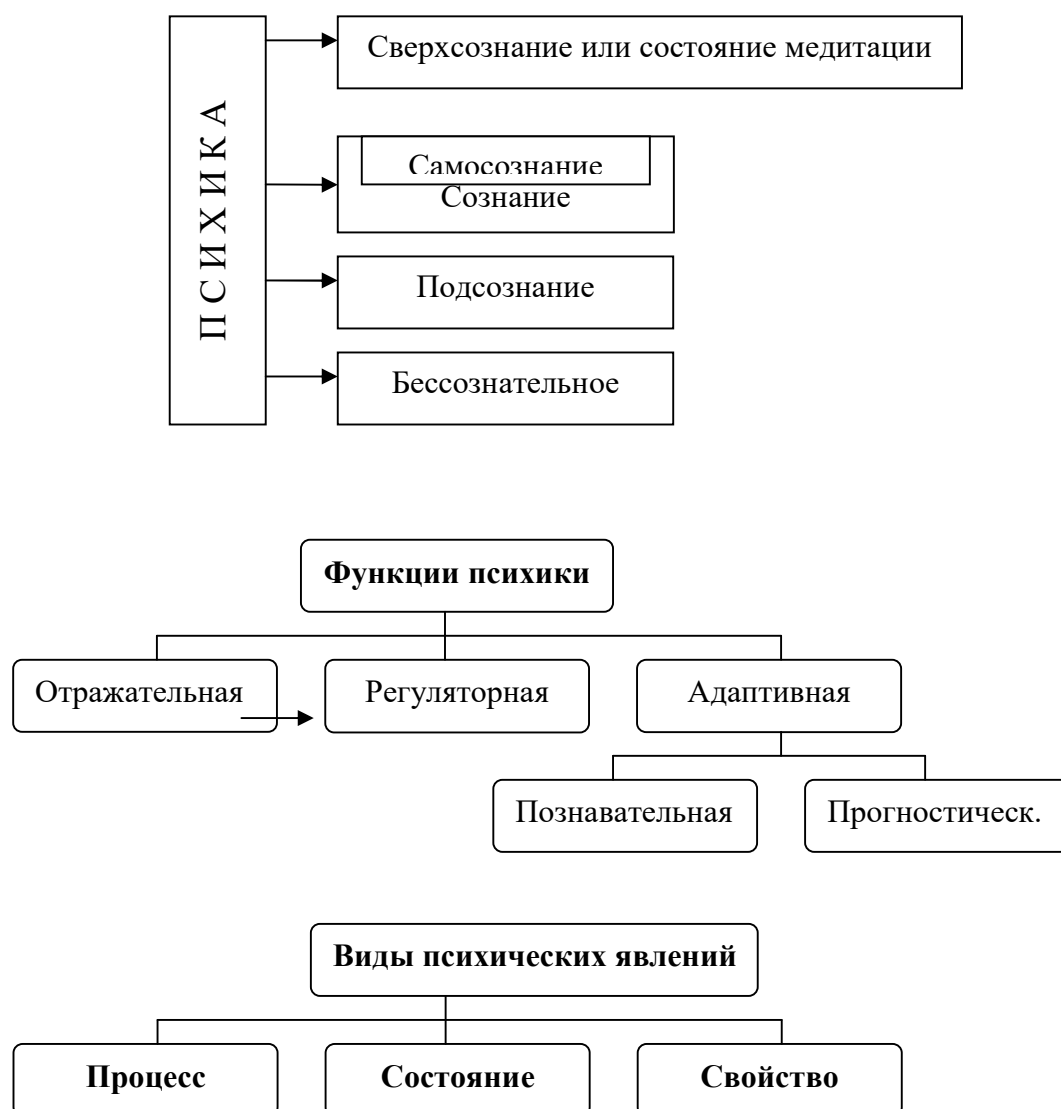 П С И Х И К А
Сверхсознание или состояние медитации
Самосознание
Сознание
Подсознание
Бессознательное
Функции психики
Отражательная
Регуляторная
Адаптивная
Познавательная
Прогностическ.
Виды психических явлений
Процесс
Состояние
Свойство